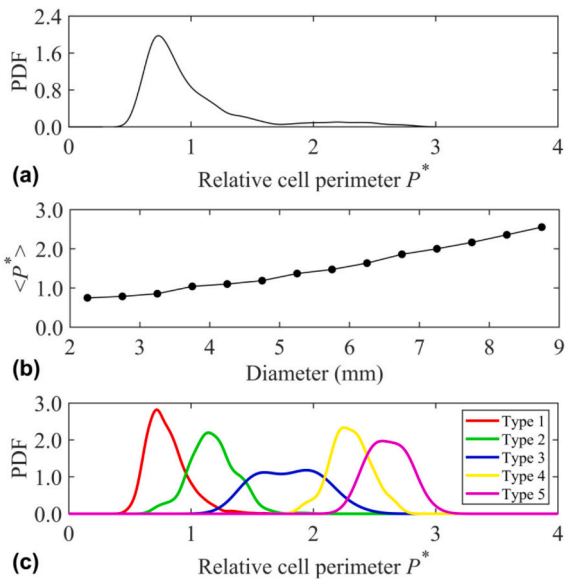 2.4
1.6
0.8
0.0
PDF
0 1 2 3 4
(a) Relative cell perimeter P*
3.0
2.0
1.0
0.0
<P*>
2 3 4 5 6 7 8 9
(b) Diameter (mm)
3.0
2.0
1.0
0.0
PDF
Type 1
Type 2
Type 3
Type 4
Type 5
0 1 2 3 4
(c) Relative cell perimeter P*